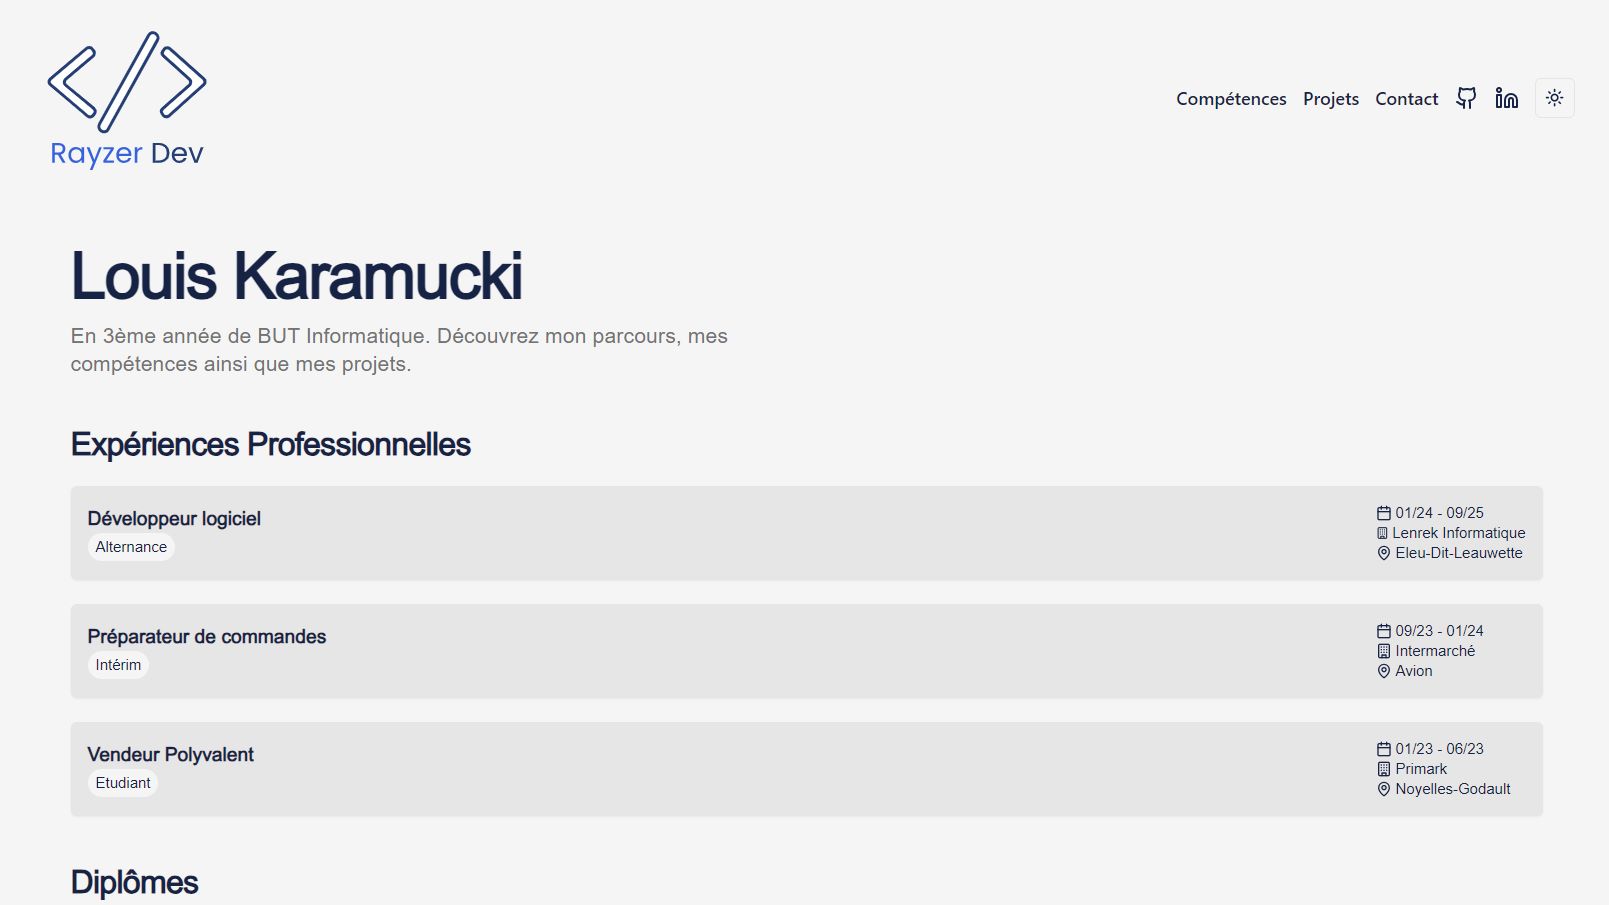 Rayzer Dev
Compétences Projets Contact
Louis Karamucki
En 3ème année de BUT Informatique. Découvrez mon parcours, mes
compétences ainsi que mes projets.
Expériences Professionnelles
Développeur logiciel
Alternance
01/24 - 09/25
Lenrek Informatique
Eleu-Dit-Leauwette
Préparateur de commandes
Intérim
09/23 - 01/24
Intermarché
Avion
Vendeur Polyvalent
Etudiant
01/23 - 06/23
Primark
Noyelles-Godault
Diplômes